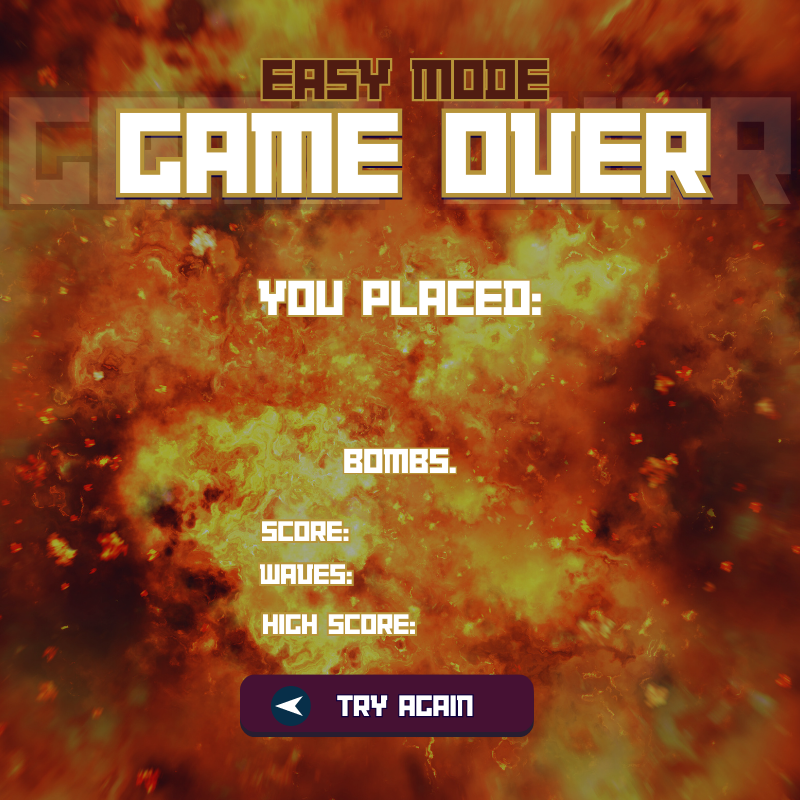 EASY MODE
GAME OVER
YOU PLACED:
BOMBS.
SCORE:
WAVES:
HIGH SCORE:
TRY AGAIN